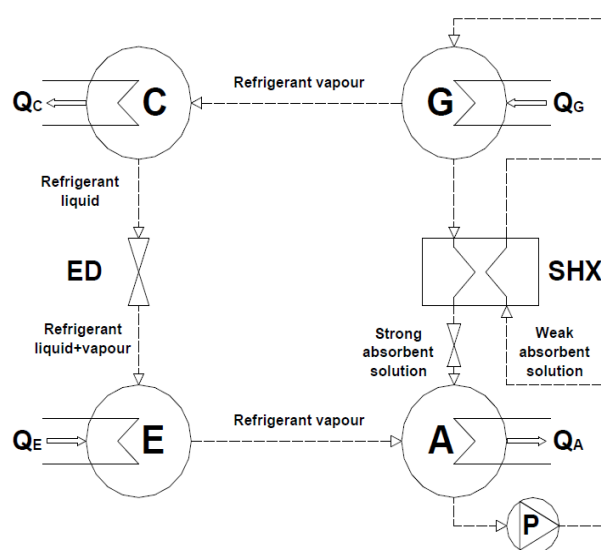 Refrigerant vapour
QC
C
G
QG
Refrigerant
liquid
ED
SHX
Refrigerant
liquid+vapour
Strong
absorbent
solution
Weak
absorbent
solution
Refrigerant vapour
QE
E
A
QA
P